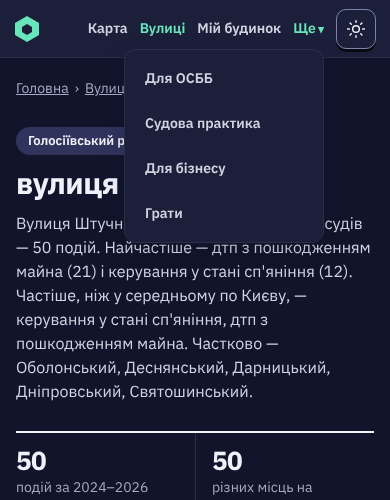 Карта Вулиці Мій будинок Ще ▾
Для ОСББ
Судова практика
Для бізнесу
Грати
Головна › 
Голосіївський
вулиця
Вулиця судів
— 50 подій. Найчастіше — дтп з пошкодженням
майна (21) і керування у стані сп'яніння (12).
Частіше, ніж у середньому по Києву, —
керування у стані сп'яніння, дтп з
пошкодженням майна. Частково —
Оболонський, Деснянський, Дарницький,
Дніпровський, Святошинський.
50 50
подій за 2024–2026 різних місць на